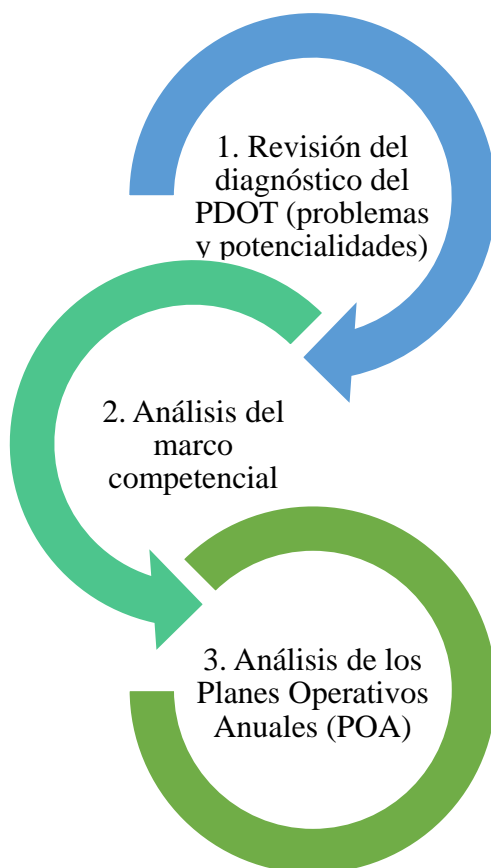 1. Revisión del
diagnóstico del
PDOT (problemas
y potencialidades)
2. Análisis del
marco
competencial
3. Análisis de los
Planes Operativos
Anuales (POA)